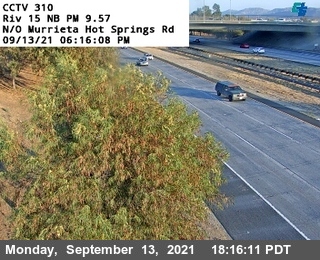 CCTV 310
Riv 15 NB PM 9.57
N/O Murrieta Hot Springs Rd
09/13/21 06:16:08 PM
Monday, September 13, 2021 18:16:11 PDT